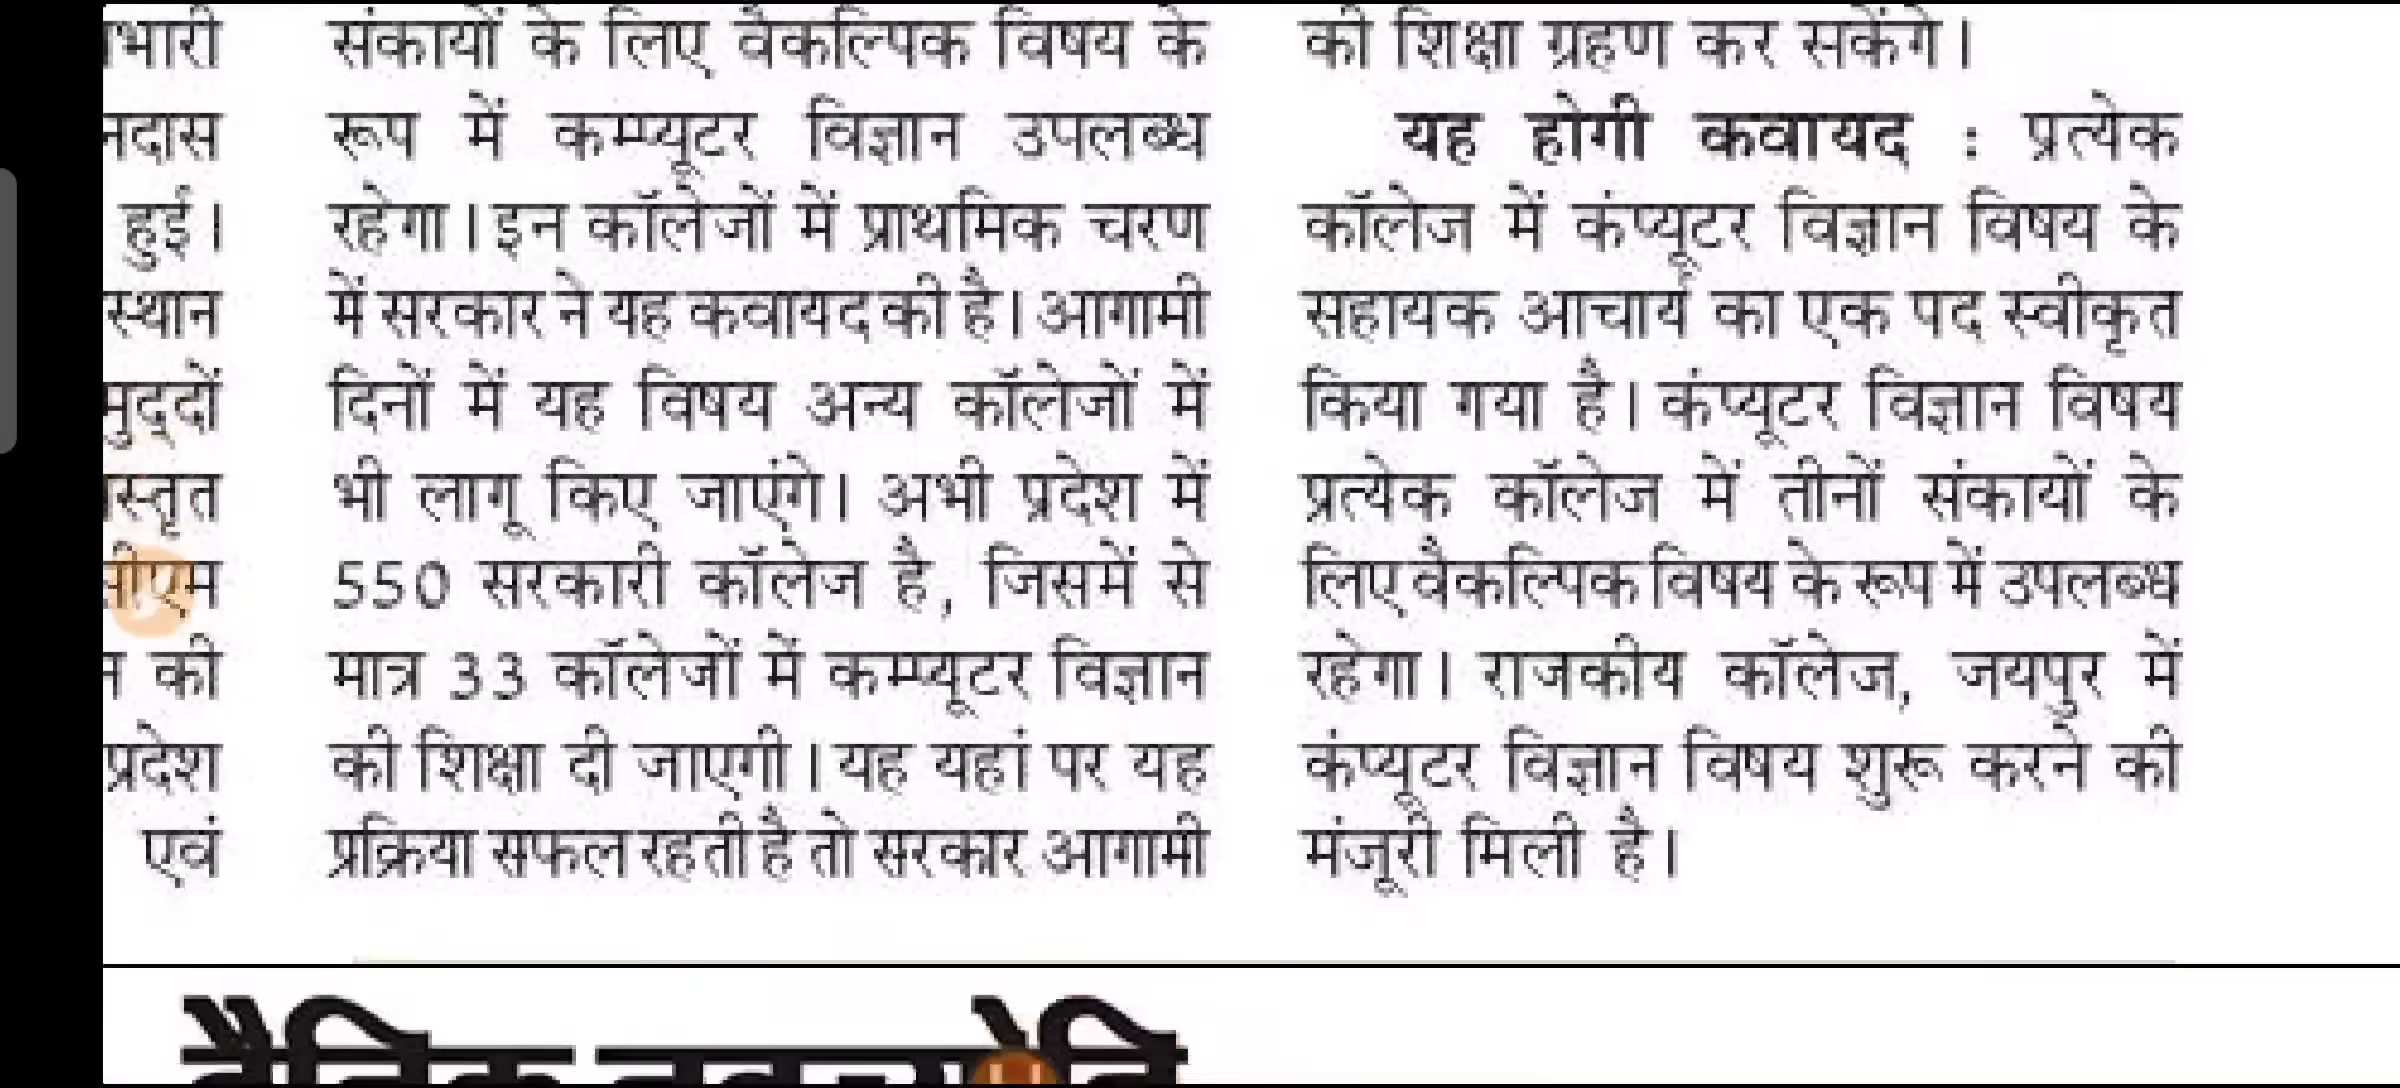 भारी
नदास
हुई।
स्थान
मुद्दों
स्तृत
सीएम
की
प्रदेश
एवं
संकायों के लिए वैकल्पिक विषय के
रूप में कम्प्यूटर विज्ञान उपलब्ध
रहेगा। इन कॉलेजों में प्राथमिक चरण
में सरकार ने यह कवायद की है। आगामी
दिनों में यह विषय अन्य कॉलेजों में
भी लागू किए जाएंगे। अभी प्रदेश में
550 सरकारी कॉलेज है, जिसमें से
मात्र 33 कॉलेजों में कम्प्यूटर विज्ञान
की शिक्षा दी जाएगी। यह यहां पर यह
प्रक्रिया सफल रहती है तो सरकार आगामी
की शिक्षा ग्रहण कर सकेंगे।
यह होगी कवायद : प्रत्येक
कॉलेज में कंप्यूटर विज्ञान विषय के
सहायक आचार्य का एक पद स्वीकृत
किया गया है। कंप्यूटर विज्ञान विषय
प्रत्येक कॉलेज में तीनों संकायों के
लिए वैकल्पिक विषय के रूप में उपलब्ध
रहेगा। राजकीय कॉलेज, जयपुर में
कंप्यूटर विज्ञान विषय शुरू करने की
मंजूरी मिली है।
दैनिक नवज्योति